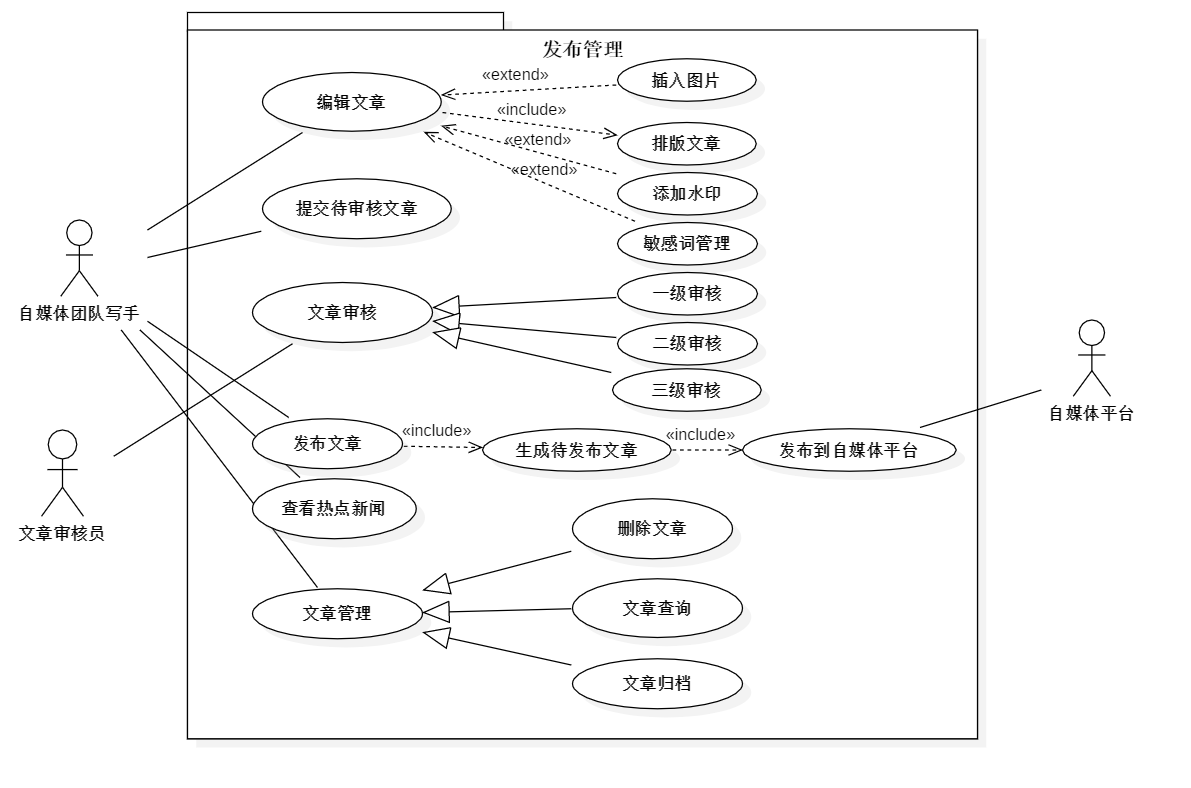 发布管理
编辑文章
«extend»
插入图片
«include»
排版文章
«extend»
添加水印
«extend»
敏感词管理
提交待审核文章
自媒体团队写手
文章审核
一级审核
二级审核
三级审核
自媒体平台
发布文章
«include»
生成待发布文章
«include»
发布到自媒体平台
文章审核员
查看热点新闻
删除文章
文章管理
文章查询
文章归档